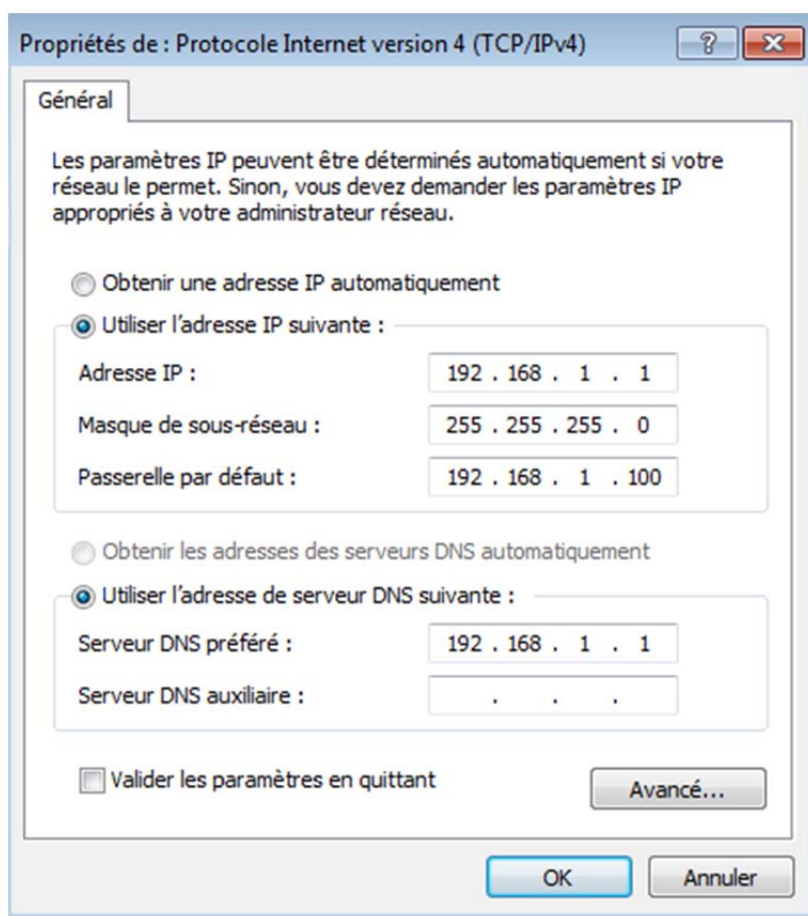 Propriétés de : Protocole Internet version 4 (TCP/IPv4)
Général
Les paramètres IP peuvent être déterminés automatiquement si votre
réseau le permet. Sinon, vous devez demander les paramètres IP
appropriés à votre administrateur réseau.
Obtenir une adresse IP automatiquement
Utiliser l'adresse IP suivante :
Adresse IP : 192 . 168 . 1 . 1
Masque de sous-réseau : 255 . 255 . 255 . 0
Passerelle par défaut : 192 . 168 . 1 . 100
Obtenir les adresses des serveurs DNS automatiquement
Utiliser l'adresse de serveur DNS suivante :
Serveur DNS préféré : 192 . 168 . 1 . 1
Serveur DNS auxiliaire : . . .
Valider les paramètres en quittant
Avancé...
OK Annuler